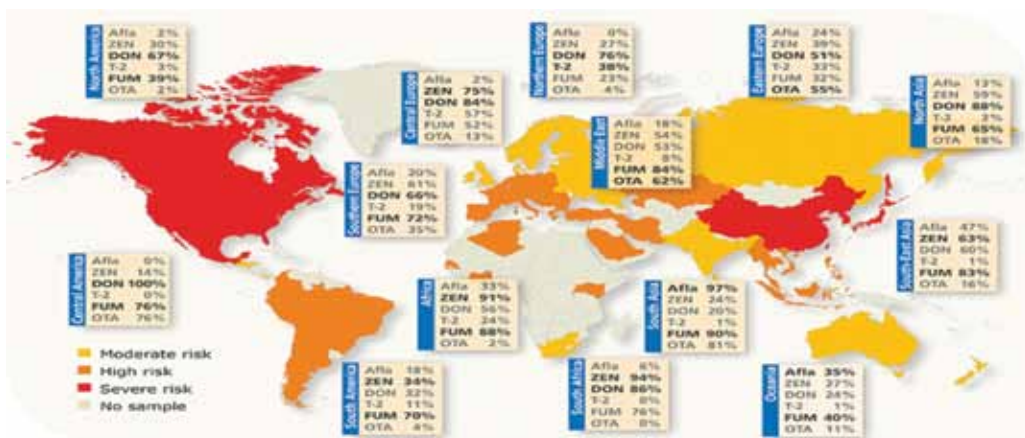 North America
Afla 2%
ZEN 30%
DON 67%
T-2 3%
FUM 39%
OTA 2%
Central Europe
Afla 2%
ZEN 75%
DON 84%
T-2 57%
FUM 52%
OTA 13%
Northern Europe
Afla 0%
ZEN 27%
DON 76%
T-2 38%
FUM 23%
OTA 4%
Eastern Europe
Afla 24%
ZEN 39%
DON 51%
T-2 33%
FUM 32%
OTA 55%
North Asia
Afla 13%
ZEN 59%
DON 88%
T-2 3%
FUM 65%
OTA 18%
Southern Europe
Afla 20%
ZEN 61%
DON 66%
T-2 19%
FUM 72%
OTA 35%
Middle East
Afla 18%
ZEN 54%
DON 53%
T-2 8%
FUM 84%
OTA 62%
South-East Asia
Afla 47%
ZEN 63%
DON 60%
T-2 1%
FUM 83%
OTA 16%
Central America
Afla 0%
ZEN 14%
DON 100%
T-2 0%
FUM 76%
OTA 76%
Africa
Afla 33%
ZEN 91%
DON 56%
T-2 24%
FUM 88%
OTA 2%
South Asia
Afla 97%
ZEN 24%
DON 20%
T-2 1%
FUM 90%
OTA 81%
Moderate risk
High risk
Severe risk
No sample
South America
Afla 18%
ZEN 34%
DON 32%
T-2 11%
FUM 70%
OTA 4%
South Africa
Afla 6%
ZEN 94%
DON 86%
T-2
FUM 76%
OTA
Oceania
Afla 35%
ZEN 27%
DON 24%
T-2 1%
FUM 40%
OTA 11%